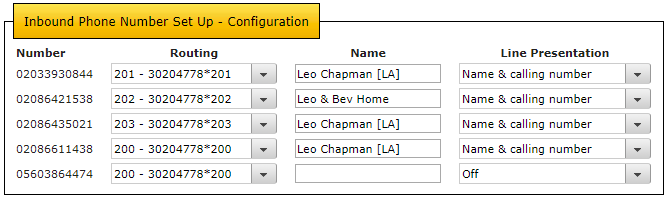 Inbound Phone Number Set Up - Configuration
Number Routing Name Line Presentation
02033930844 201 - 30204778*201 Leo Chapman [LA] Name & calling number
02086421538 202 - 30204778*202 Leo & Bev Home Name & calling number
02086435021 203 - 30204778*203 Leo Chapman [LA] Name & calling number
02086611438 200 - 30204778*200 Leo Chapman [LA] Name & calling number
05603864474 200 - 30204778*200 Off